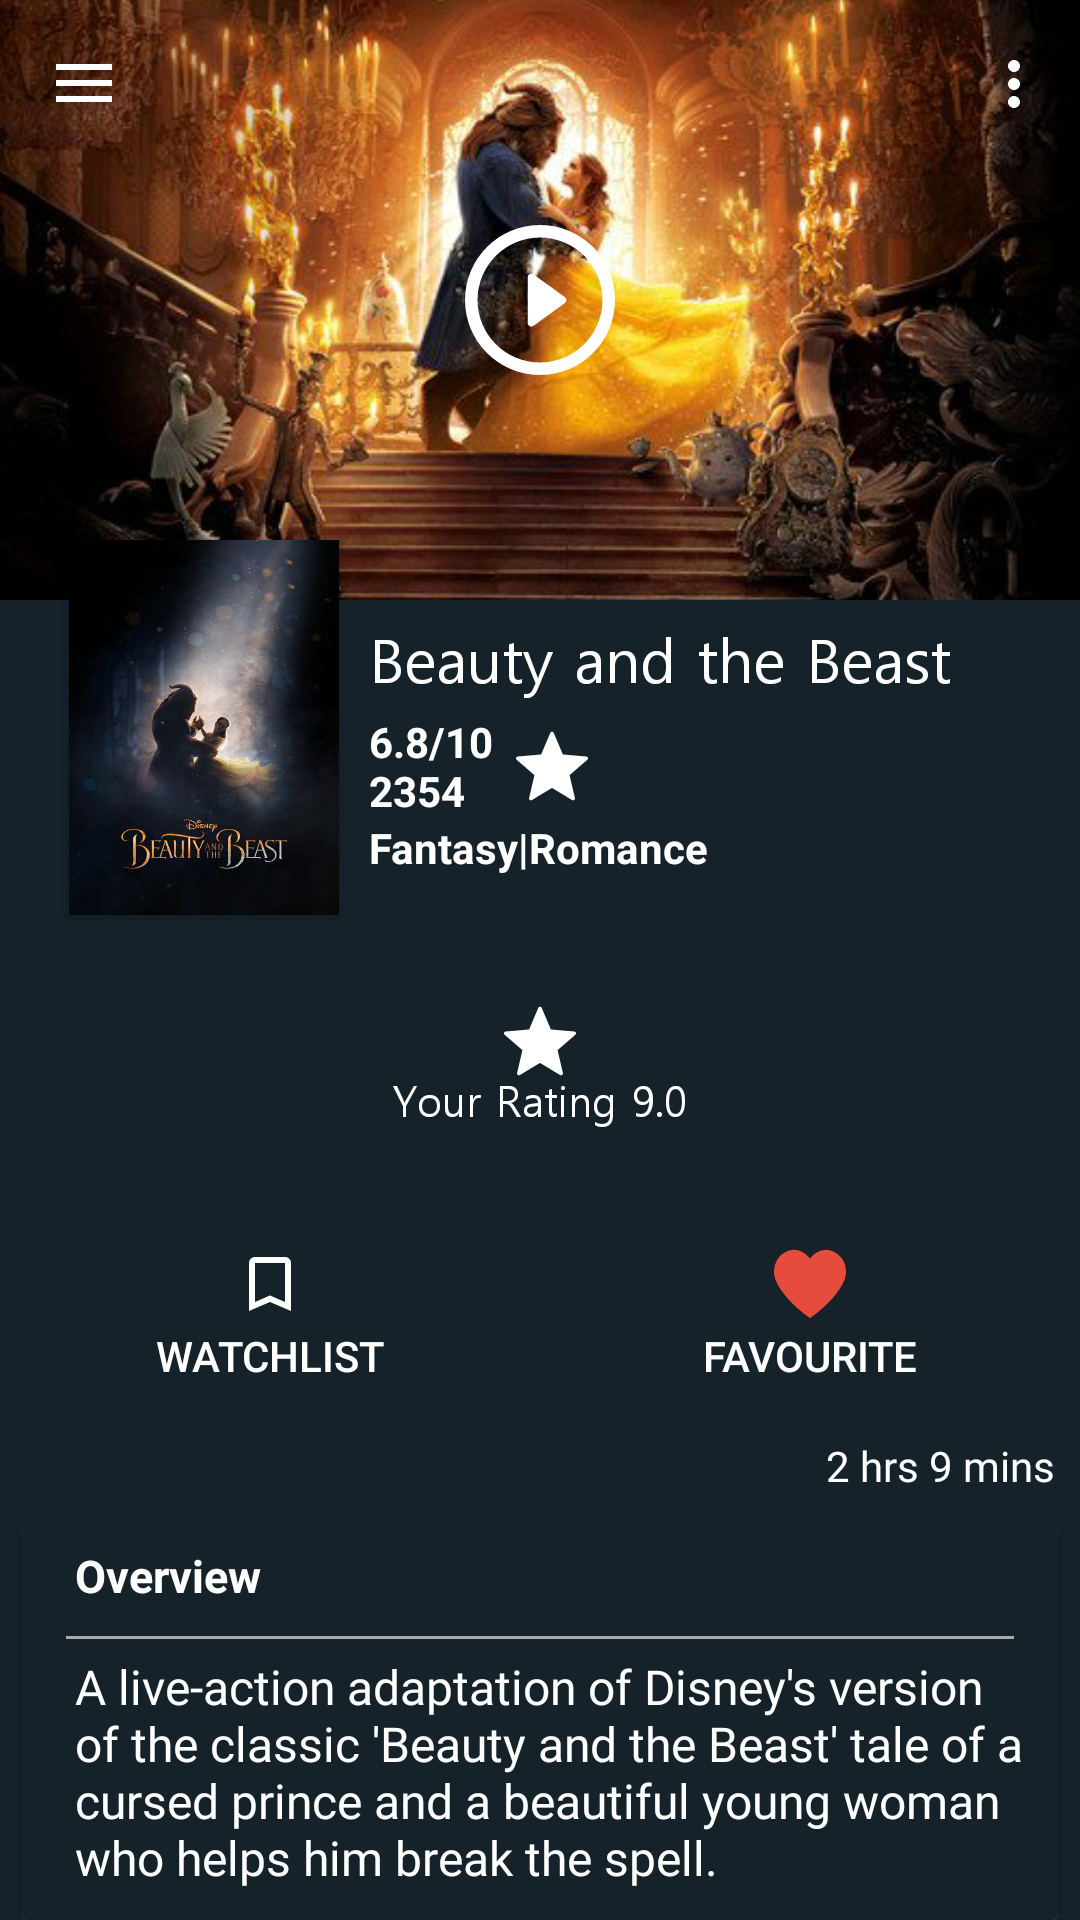 Beauty and the Beast
6.8/10
2354
Fantasy|Romance
Disney
BEAUTY AND THE BEAST
Your Rating 9.0
WATCHLIST
FAVOURITE
2 hrs 9 mins
Overview
A live-action adaptation of Disney's version
of the classic 'Beauty and the Beast' tale of a
cursed prince and a beautiful young woman
who helps him break the spell.